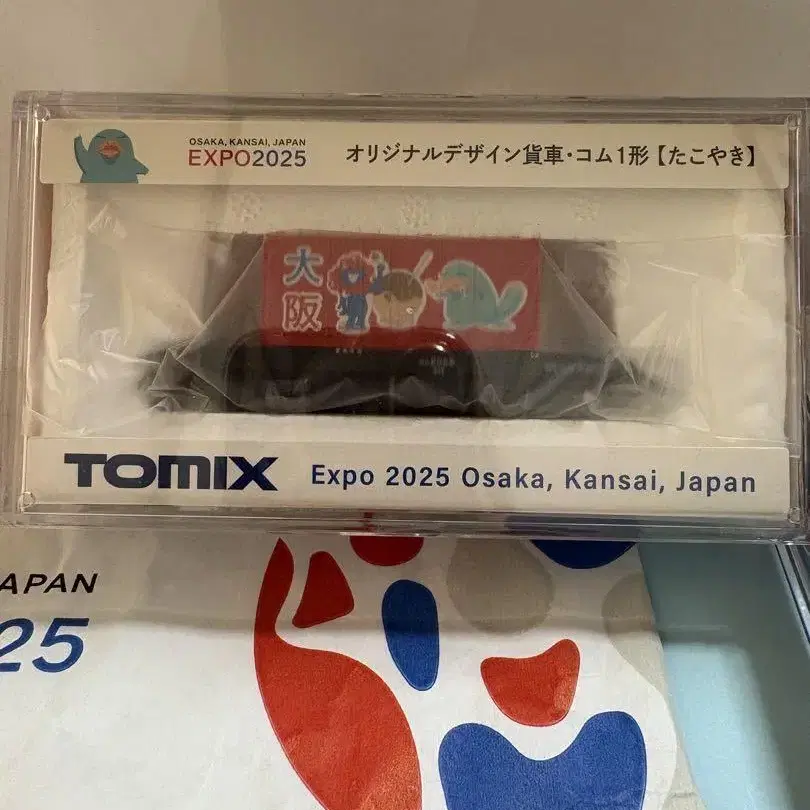 OSAKA, KANSAI, JAPAN
EXPO2025
オリジナルデザイン貨車・コム1形【たこやき】
大阪
TOMIX
Expo 2025 Osaka, Kansai, Japan
APAN
25